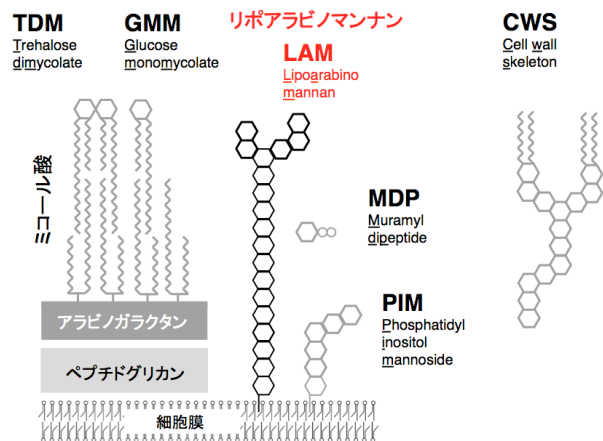 TDM
Trehalose
dimycolate
GMM
Glucose
monomycolate
リポアラビノマンナン
LAM
Lipoarabino
mannan
CWS
Cell wall
skeleton
ミコール酸
MDP
Muramyl
dipeptide
PIM
Phosphatidyl
inositol
mannoside
アラビノガラクタン
ペプチドグリカン
細胞膜